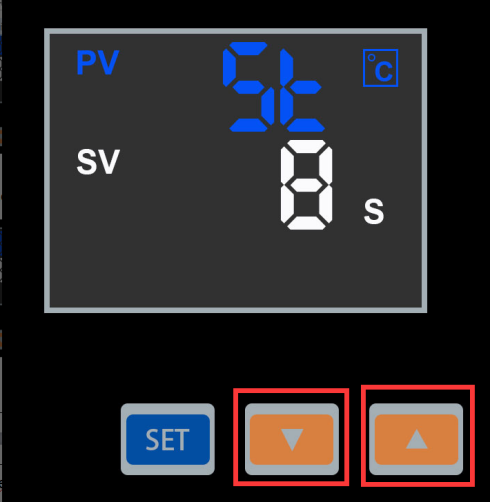 PV St °C
SV 8 S
SET ▼ ▲